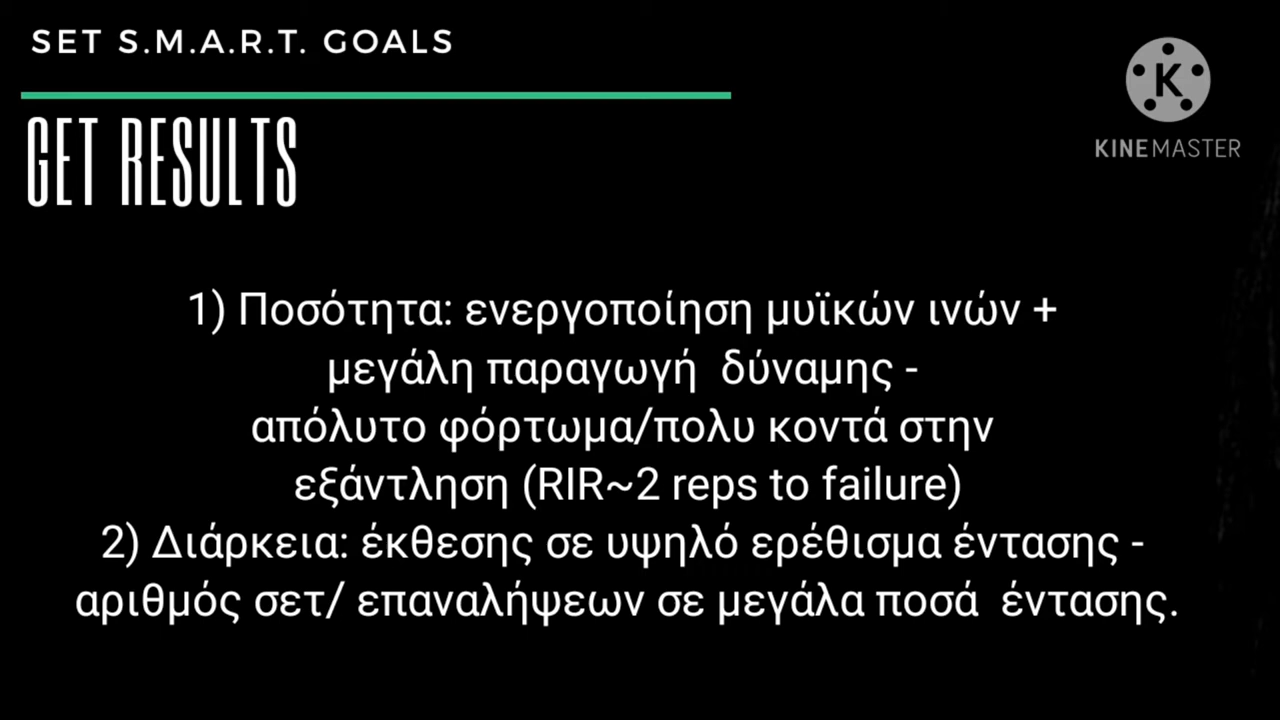 SET S.M.A.R.T. GOALS
K
KINEMASTER
GET RESULTS
1) Ποσότητα: ενεργοποίηση μυϊκών ινών +
μεγάλη παραγωγή  δύναμης -
απόλυτο φόρτωμα/πολυ κοντά στην
εξάντληση (RIR~2 reps to failure)
2) Διάρκεια: έκθεσης σε υψηλό ερέθισμα έντασης -
αριθμός σετ/ επαναλήψεων σε μεγάλα ποσά  έντασης.